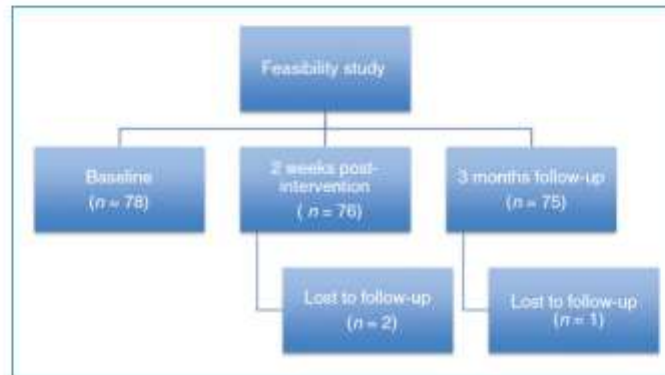 Feasibility study
Baseline
(n = 78)
2 weeks post-
intervention
( n = 76)
3 months follow-up
(n = 75)
Lost to follow-up
(n = 2)
Lost to follow-up
(n = 1)